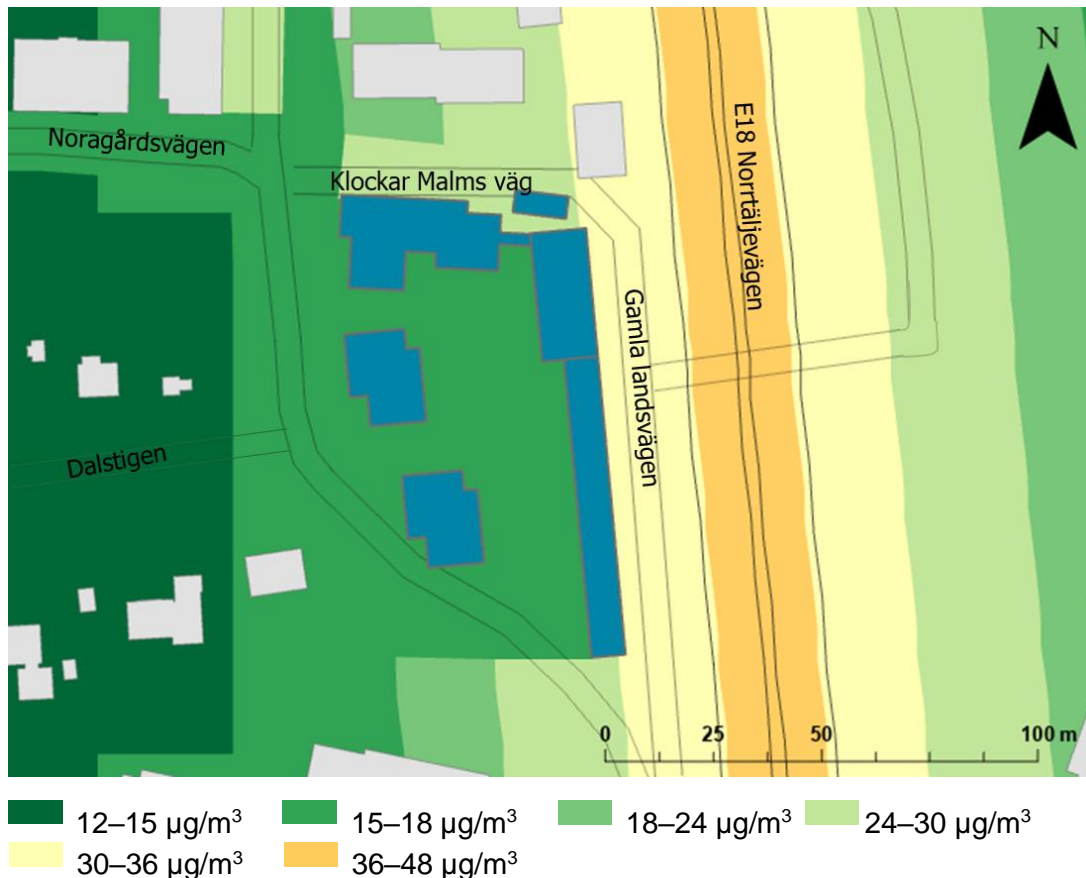 N
Noragårdsvägen
Klockar Malms väg
E18 Norrtäljevägen
Gamla landsvägen
Dalstigen
0 25 50 100 m
12–15 µg/m³ 15–18 µg/m³ 18–24 µg/m³ 24–30 µg/m³
30–36 µg/m³ 36–48 µg/m³